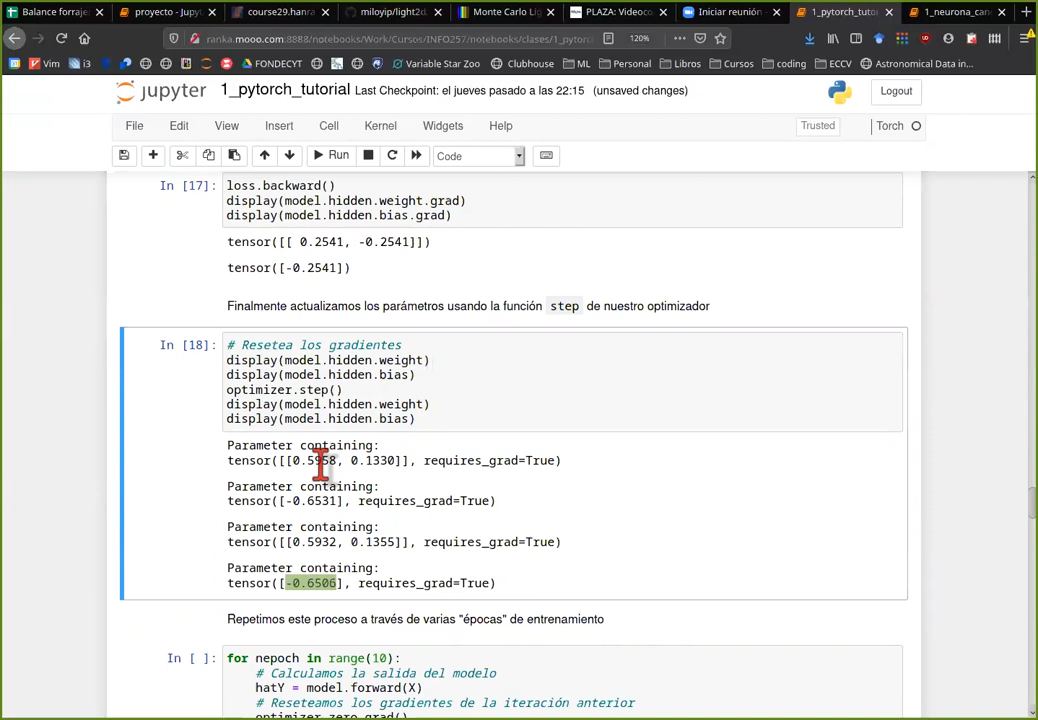 Balance forraje
proyecto - Jupyt
course29.hanra
miloyip/light2d
Monte Carlo Lig
PLAZA: Videoco
Iniciar reunión
1_pytorch_tuto
1_neurona_can
ranka.mooo.com:8888/notebooks/Work/Cursos/INFO257/notebooks/clases/1_pytorc
120%
Vim
i3
FONDECYT
Variable Star Zoo
Clubhouse
ML
Personal
Libros
Cursos
coding
ECCV
Astronomical Data in...
jupyter 1_pytorch_tutorial Last Checkpoint: el jueves pasado a las 22:15 (unsaved changes)
Logout
File Edit View Insert Cell Kernel Widgets Help
Trusted
Torch
Run
Code
In [17]: loss.backward()
display(model.hidden.weight.grad)
display(model.hidden.bias.grad)
tensor([[ 0.2541, -0.2541]])
tensor([-0.2541])
Finalmente actualizamos los parámetros usando la función step de nuestro optimizador
In [18]: # Resetea los gradientes
display(model.hidden.weight)
display(model.hidden.bias)
optimizer.step()
display(model.hidden.weight)
display(model.hidden.bias)
Parameter containing:
tensor([[0.5958, 0.1330]], requires_grad=True)
Parameter containing:
tensor([-0.6531], requires_grad=True)
Parameter containing:
tensor([[0.5932, 0.1355]], requires_grad=True)
Parameter containing:
tensor([-0.6506], requires_grad=True)
Repetimos este proceso a través de varias "épocas" de entrenamiento
In [ ]: for nepoch in range(10):
# Calculamos la salida del modelo
hatY = model.forward(X)
# Reseteamos los gradientes de la iteración anterior
optimizer.zero_grad()